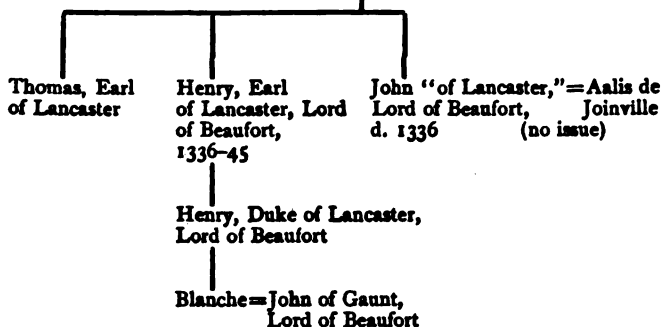 Thomas, Earl
of Lancaster
Henry, Earl
of Lancaster, Lord
of Beaufort,
1336–45
John “of Lancaster,”=Aalis de
Lord of Beaufort, Joinville
d. 1336 (no issue)
Henry, Duke of Lancaster,
Lord of Beaufort
Blanche=John of Gaunt,
Lord of Beaufort